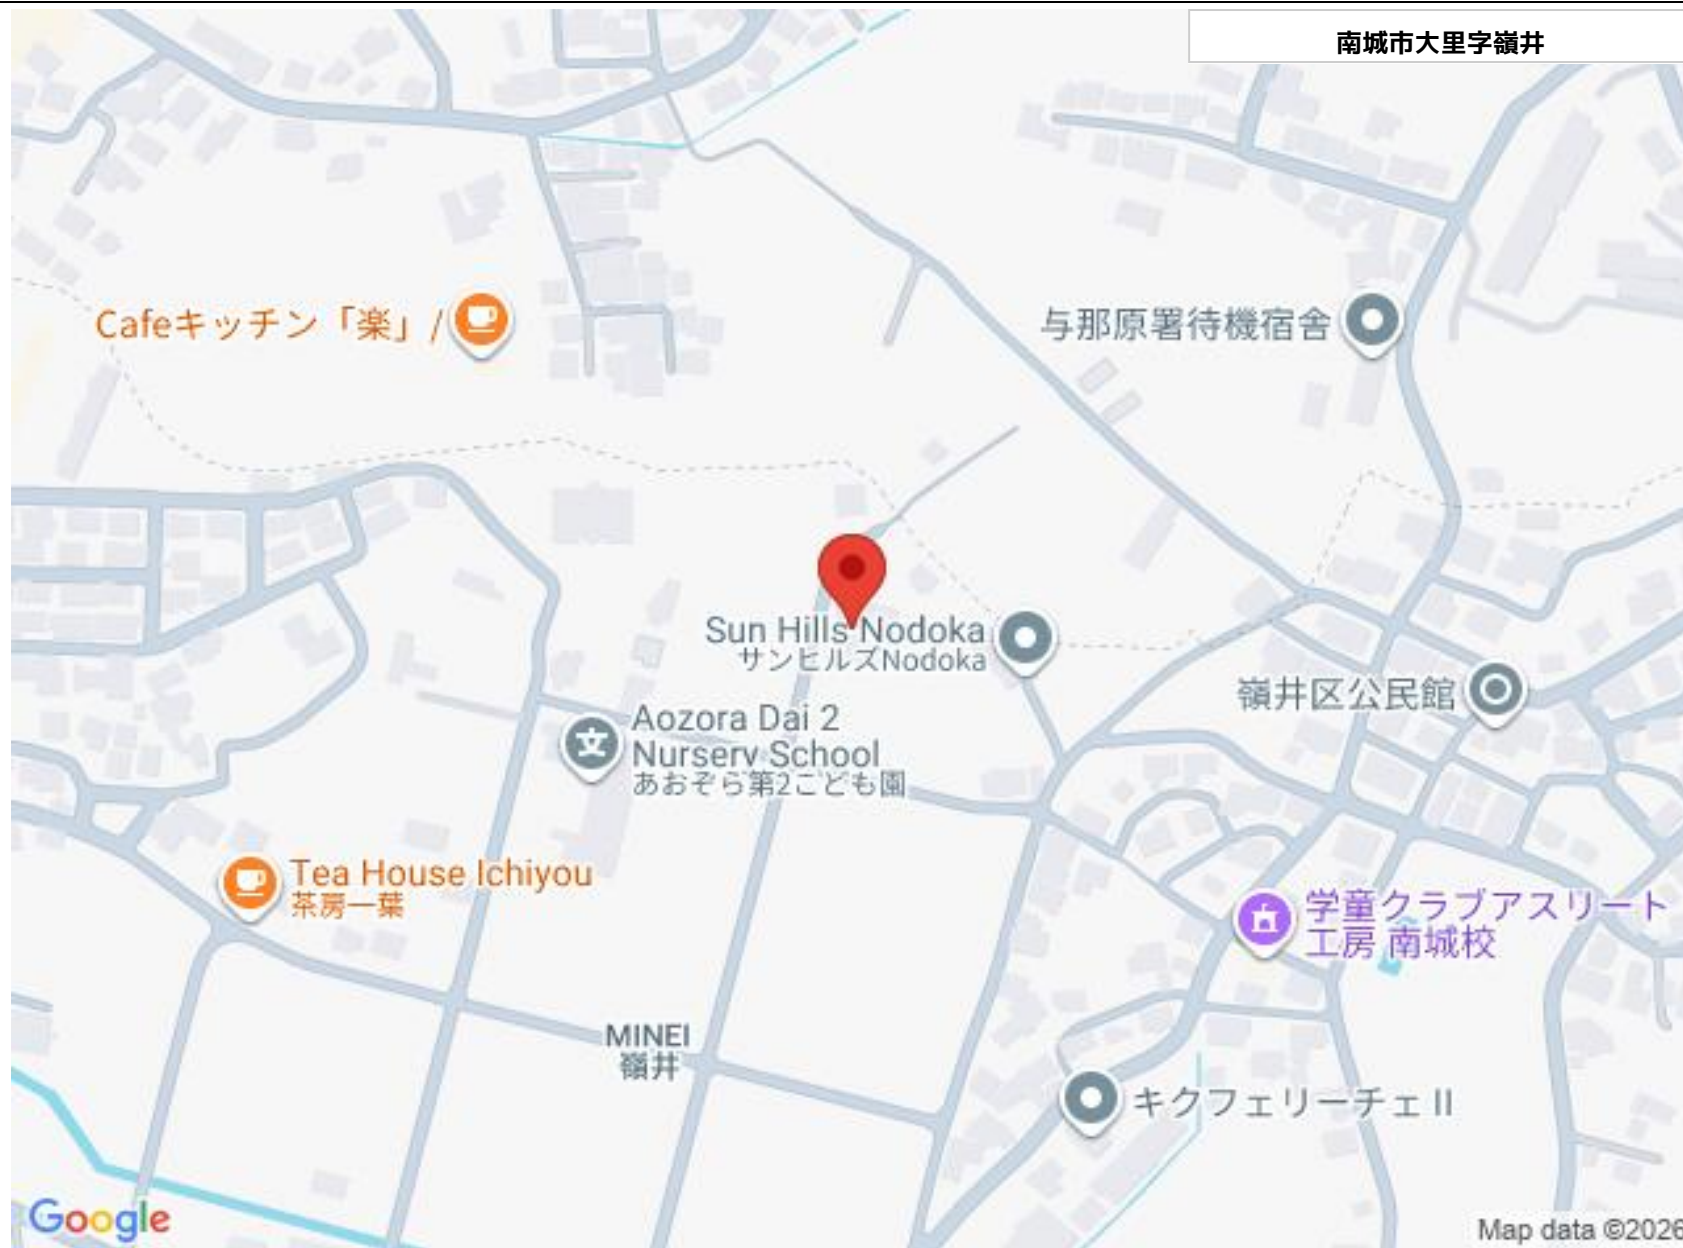 南城市大里字嶺井
Cafeキッチン「楽」/
与那原署待機宿舎
Sun Hills Nodoka
サンヒルズNodoka
嶺井区公民館
Aozora Dai 2
Nursery School
あおぞら第2こども園
Tea House Ichiyou
茶房一葉
学童クラブアスリート
工房 南城校
MINEI
嶺井
キクフェリーチェ II
Google
Map data ©2026